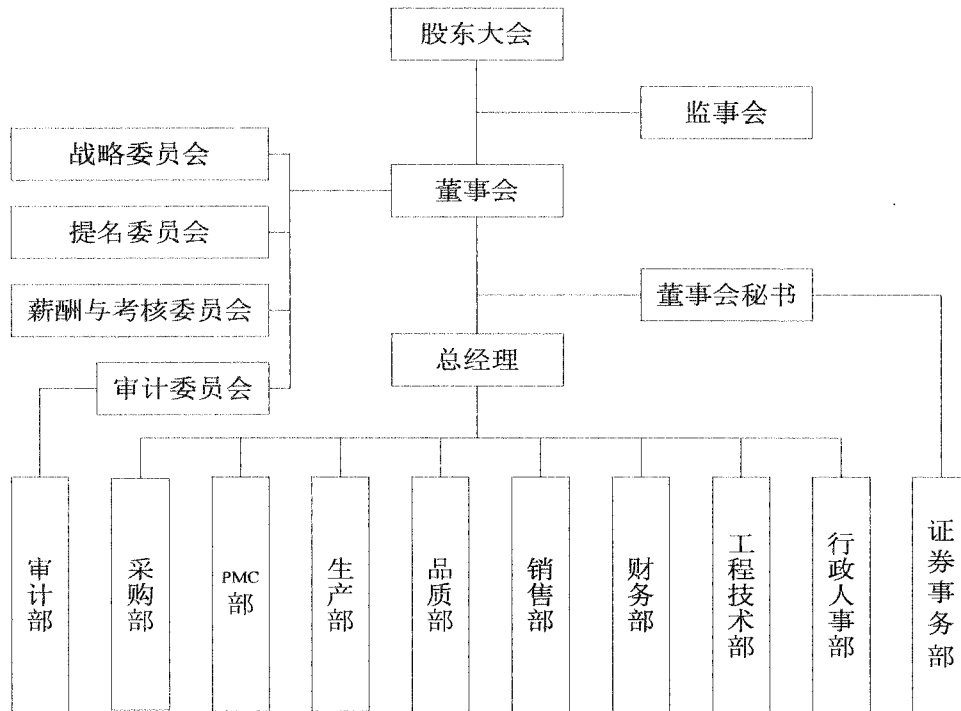 股东大会
监事会
战略委员会
董事会
提名委员会
薪酬与考核委员会
董事会秘书
总经理
审计委员会
审计部
采购部
PMC
部
生产部
品质部
销售部
财务部
工程技术部
行政人事部
证券事务部